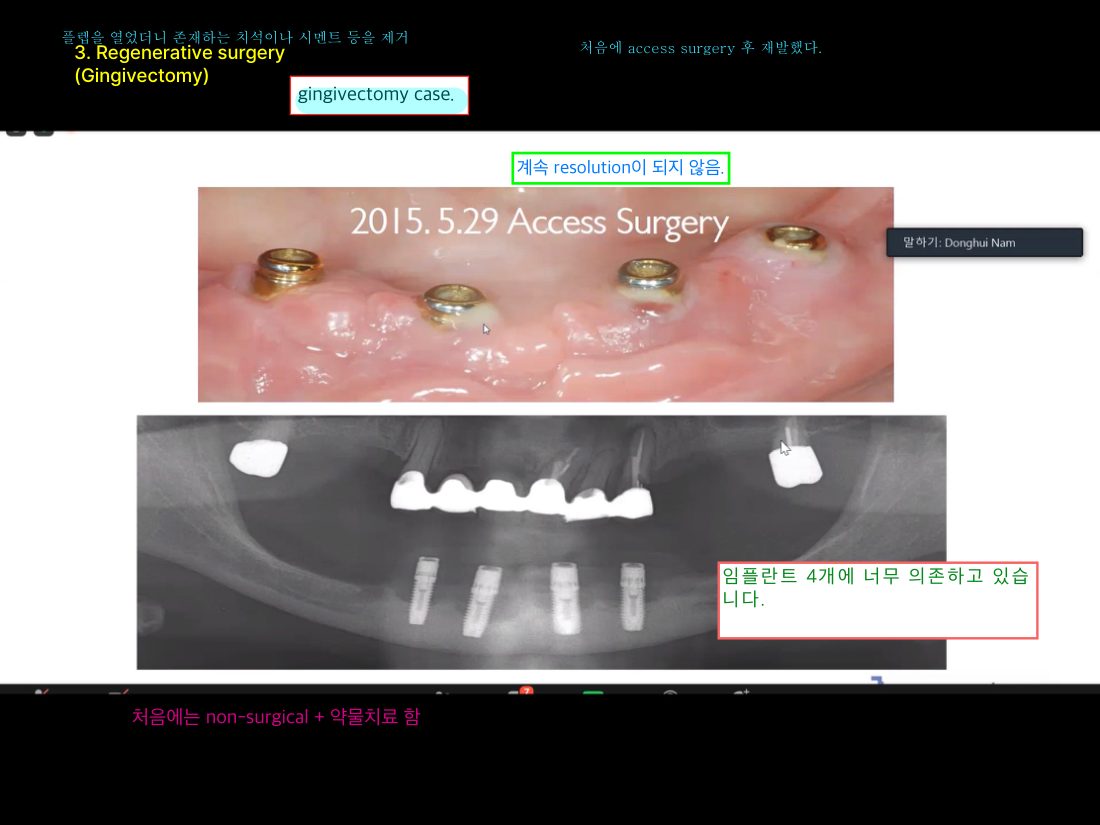 플랩을 열었더니 존재하는 치석이나 시멘트 등을 제거
처음에 access surgery 후 재발했다.
3. Regenerative surgery
(Gingivectomy)
gingivectomy case.
계속 resolution이 되지 않음.
2015. 5.29 Access Surgery
말하기: Donghui Nam
임플란트 4개에 너무 의존하고 있습
니다.
7
처음에는 non-surgical + 약물치료 함